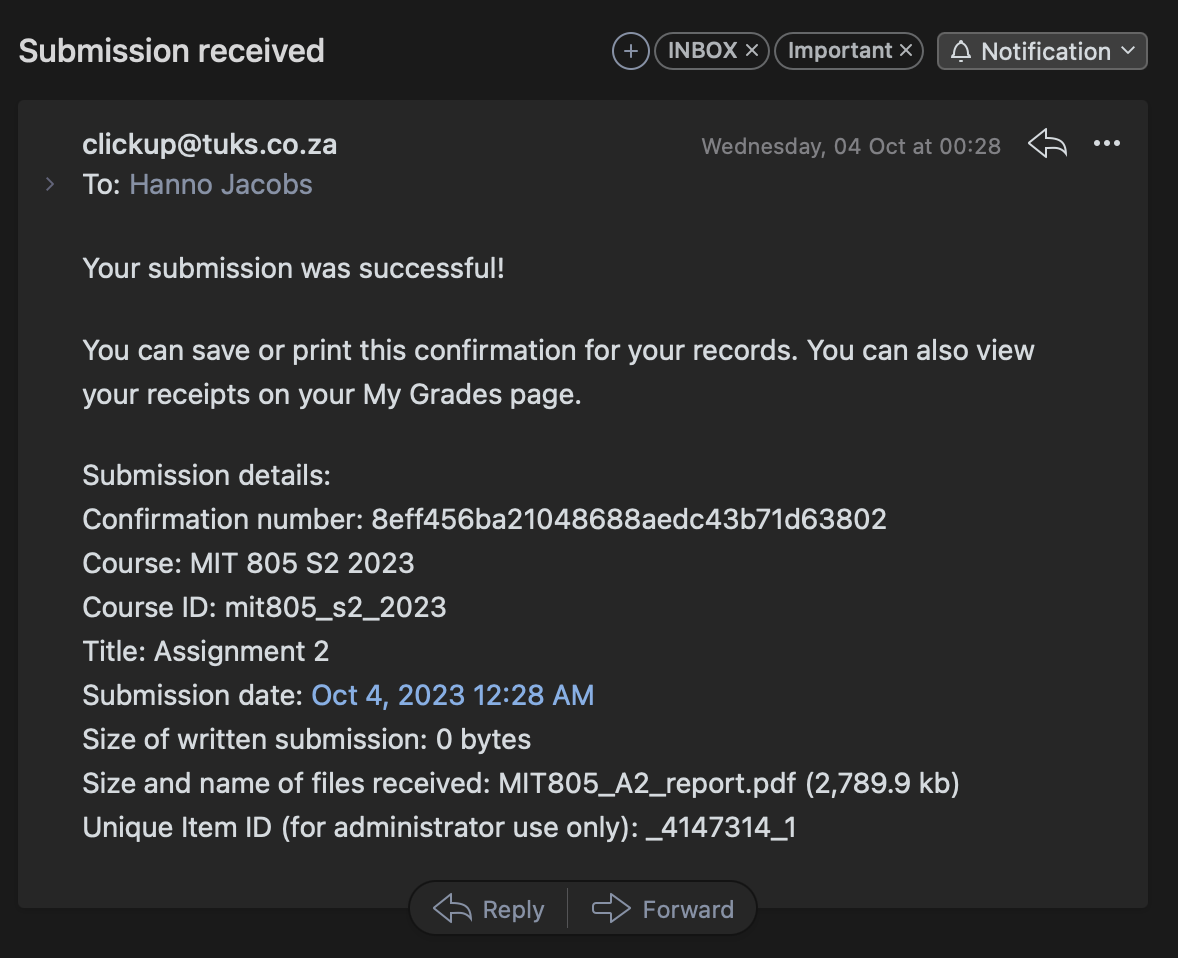 Submission received
+ INBOX × Important × Notification
clickup@tuks.co.za
Wednesday, 04 Oct at 00:28
To: Hanno Jacobs
Your submission was successful!
You can save or print this confirmation for your records. You can also view
your receipts on your My Grades page.
Submission details:
Confirmation number: 8eff456ba21048688aedc43b71d63802
Course: MIT 805 S2 2023
Course ID: mit805_s2_2023
Title: Assignment 2
Submission date: Oct 4, 2023 12:28 AM
Size of written submission: 0 bytes
Size and name of files received: MIT805_A2_report.pdf (2,789.9 kb)
Unique Item ID (for administrator use only): _4147314_1
Reply Forward